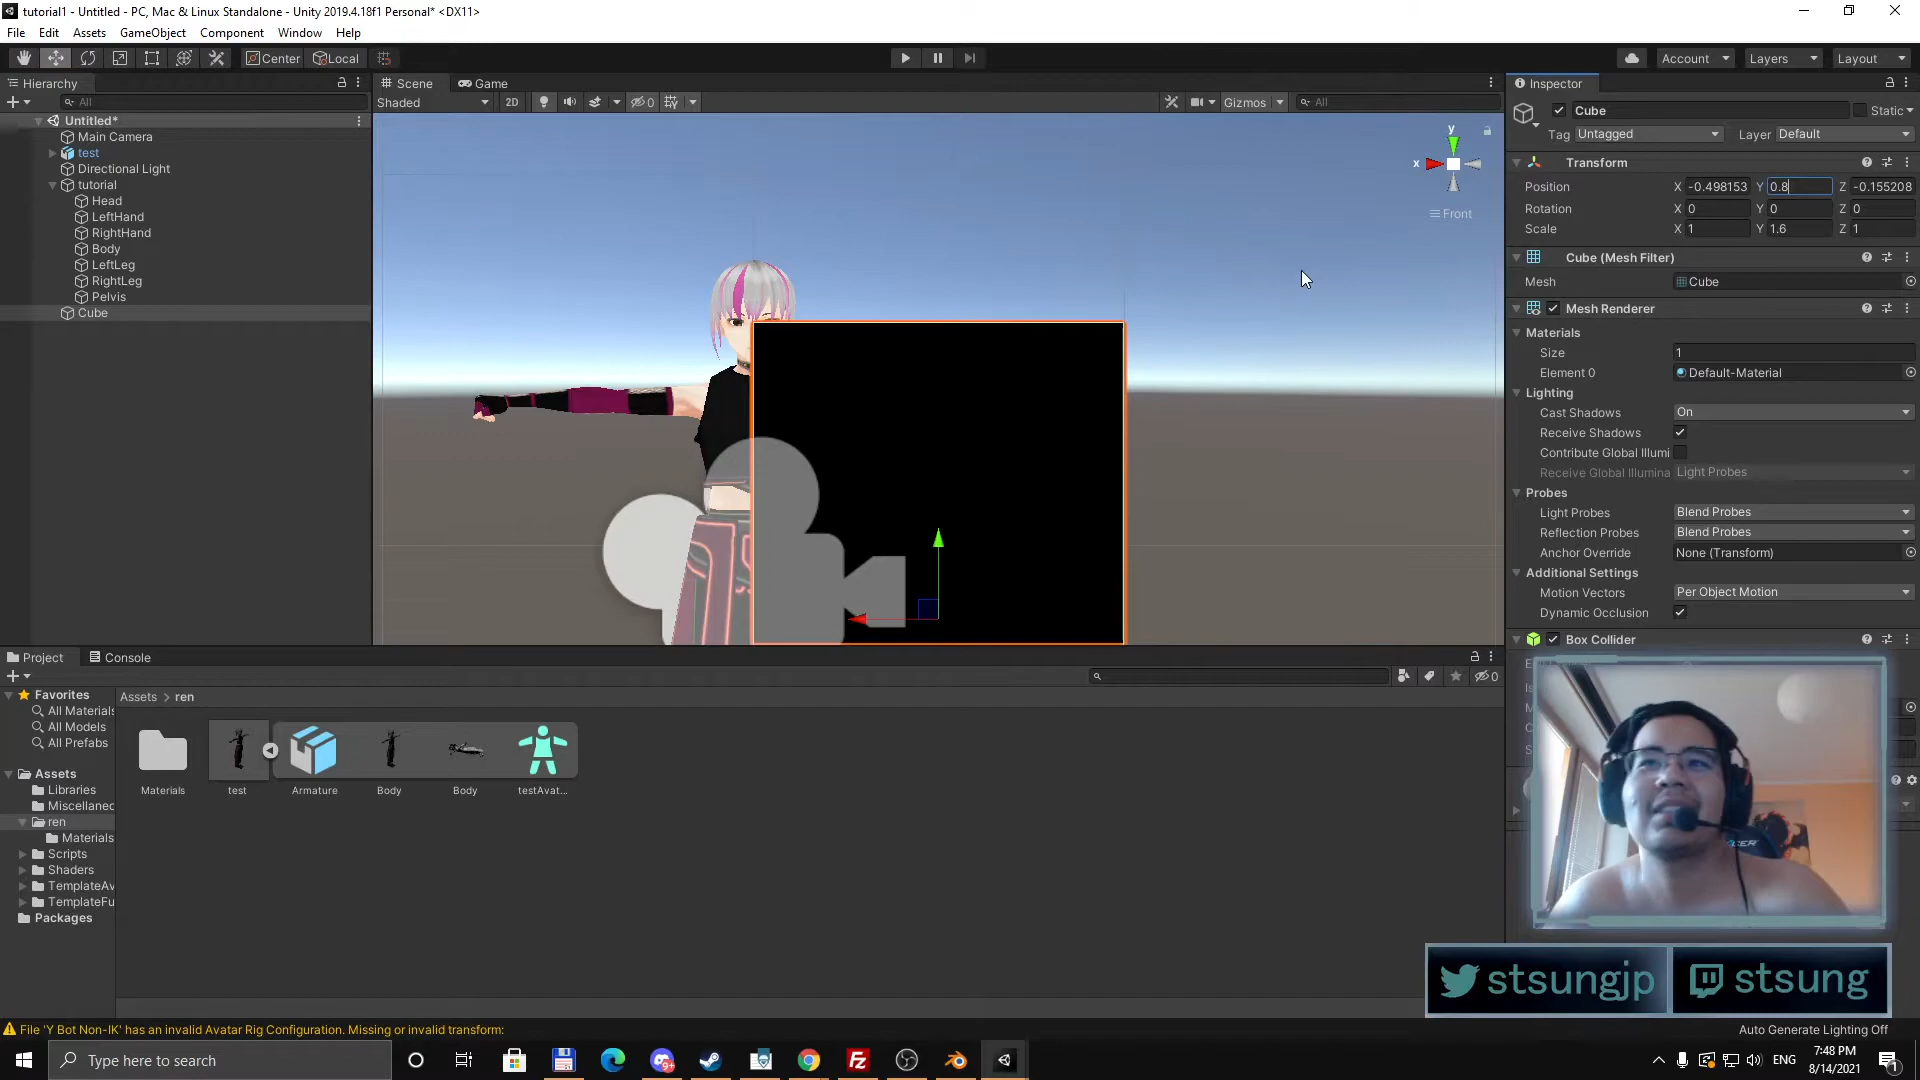 tutorial1 - Untitled - PC, Mac & Linux Standalone - Unity 2019.4.18f1 Personal* <DX11>
File Edit Assets GameObject Component Window Help
Center Local Account Layers Layout
Hierarchy
All
Untitled*
Main Camera
test
Directional Light
tutorial
Head
LeftHand
RightHand
Body
LeftLeg
RightLeg
Pelvis
Cube
Scene Game
Shaded 2D 0 Gizmos All
y
x
Front
Inspector
Cube Static
Tag Untagged Layer Default
Transform
Position X -0.498153 Y 0.8 Z -0.155208
Rotation X 0 Y 0 Z 0
Scale X 1 Y 1.6 Z 1
Cube (Mesh Filter)
Mesh Cube
Mesh Renderer
Materials
Size 1
Element 0 Default-Material
Lighting
Cast Shadows On
Receive Shadows
Contribute Global Illumi
Receive Global Illumina Light Probes
Probes
Light Probes Blend Probes
Reflection Probes Blend Probes
Anchor Override None (Transform)
Additional Settings
Motion Vectors Per Object Motion
Dynamic Occlusion
Box Collider
Project Console
0
Favorites
All Materials
All Models
All Prefabs
Assets
Libraries
Miscellanec
ren
Materials
Scripts
Shaders
TemplateAv
TemplateFu
Packages
Assets > ren
Materials test Armature Body Body testAvat...
stsungjp stsung
File 'Y Bot Non-IK' has an invalid Avatar Rig Configuration. Missing or invalid transform:
Auto Generate Lighting Off
Type here to search
9+
ENG
7:48 PM
8/14/2021
1